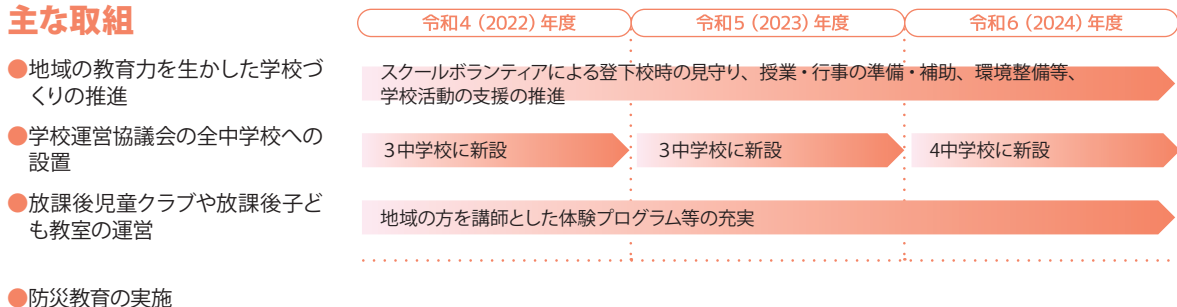 主な取組
令和4（2022）年度
令和5（2023）年度
令和6（2024）年度
●地域の教育力を生かした学校づ
くりの推進
スクールボランティアによる登下校時の見守り、授業・行事の準備・補助、環境整備等、
学校活動の支援の推進
●学校運営協議会の全中学校への
設置
3中学校に新設
3中学校に新設
4中学校に新設
●放課後児童クラブや放課後子ど
も教室の運営
地域の方を講師とした体験プログラム等の充実
●防災教育の実施